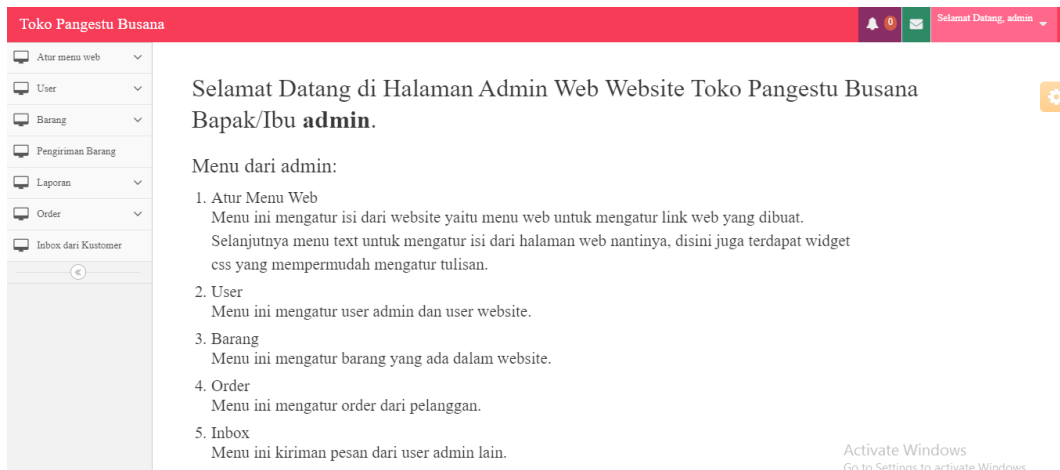 Toko Pangestu Busana
0
Selamat Datang, admin
Atur menu web
User
Barang
Pengiriman Barang
Laporan
Order
Inbox dari Kustomer
Selamat Datang di Halaman Admin Web Website Toko Pangestu Busana
Bapak/Ibu admin.
Menu dari admin:
1. Atur Menu Web
Menu ini mengatur isi dari website yaitu menu web untuk mengatur link web yang dibuat.
Selanjutnya menu text untuk mengatur isi dari halaman web nantinya, disini juga terdapat widget
css yang mempermudah mengatur tulisan.
2. User
Menu ini mengatur user admin dan user website.
3. Barang
Menu ini mengatur barang yang ada dalam website.
4. Order
Menu ini mengatur order dari pelanggan.
5. Inbox
Menu ini kiriman pesan dari user admin lain.
Activate Windows
Go to Settings to activate Windows.